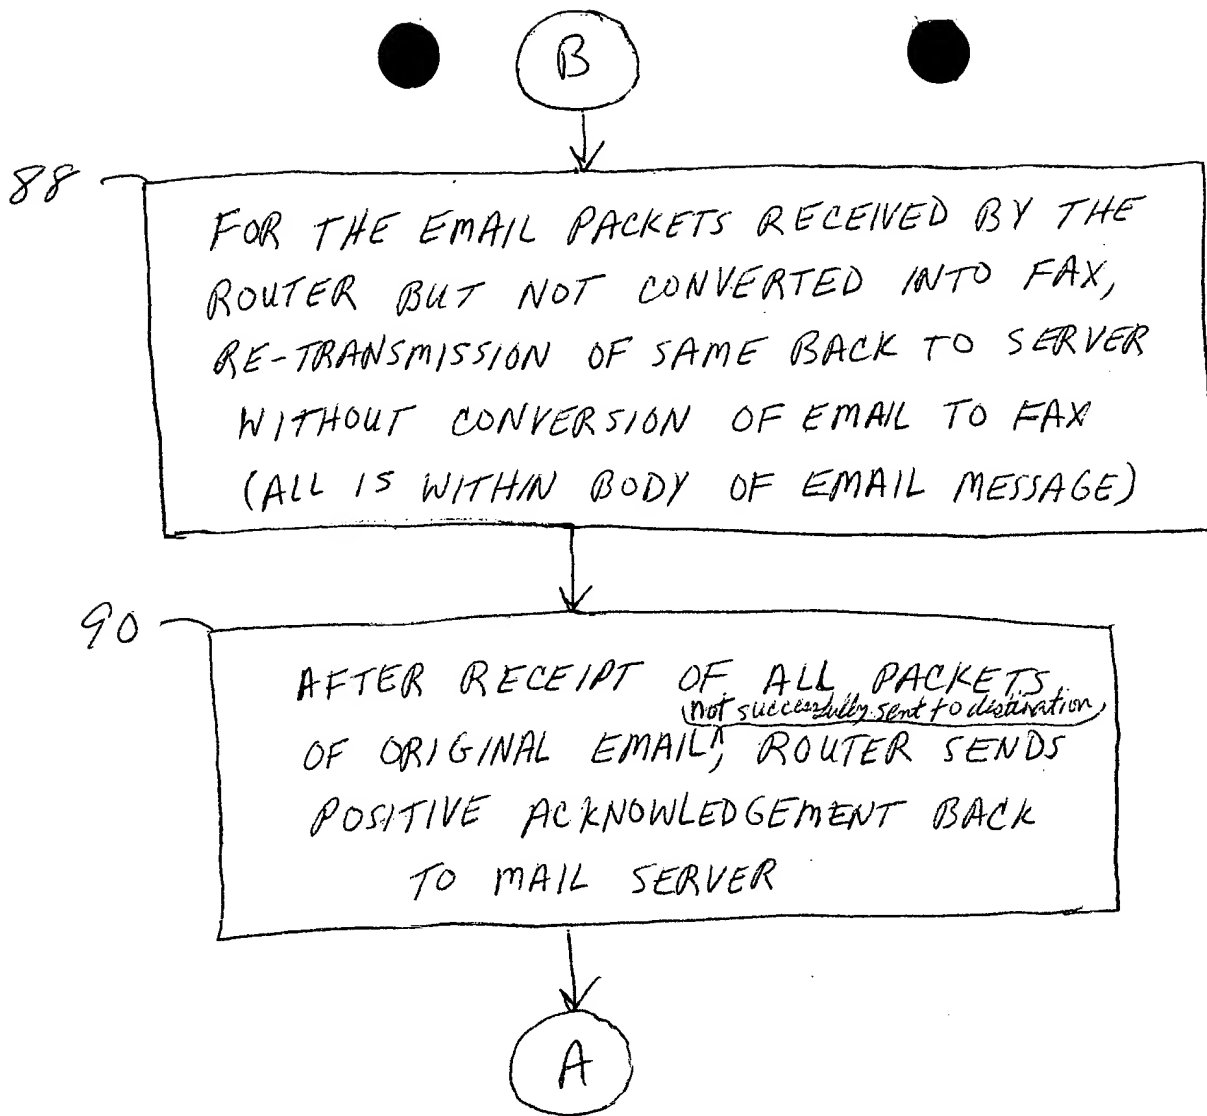 B
88
FOR THE EMAIL PACKETS RECEIVED BY THE
ROUTER BUT NOT CONVERTED INTO FAX,
RE-TRANSMISSION OF SAME BACK TO SERVER
WITHOUT CONVERSION OF EMAIL TO FAX
(ALL IS WITHIN BODY OF EMAIL MESSAGE)
90
AFTER RECEIPT OF ALL PACKETS
not successfully sent to destination
OF ORIGINAL EMAIL^, ROUTER SENDS
POSITIVE ACKNOWLEDGEMENT BACK
TO MAIL SERVER
A